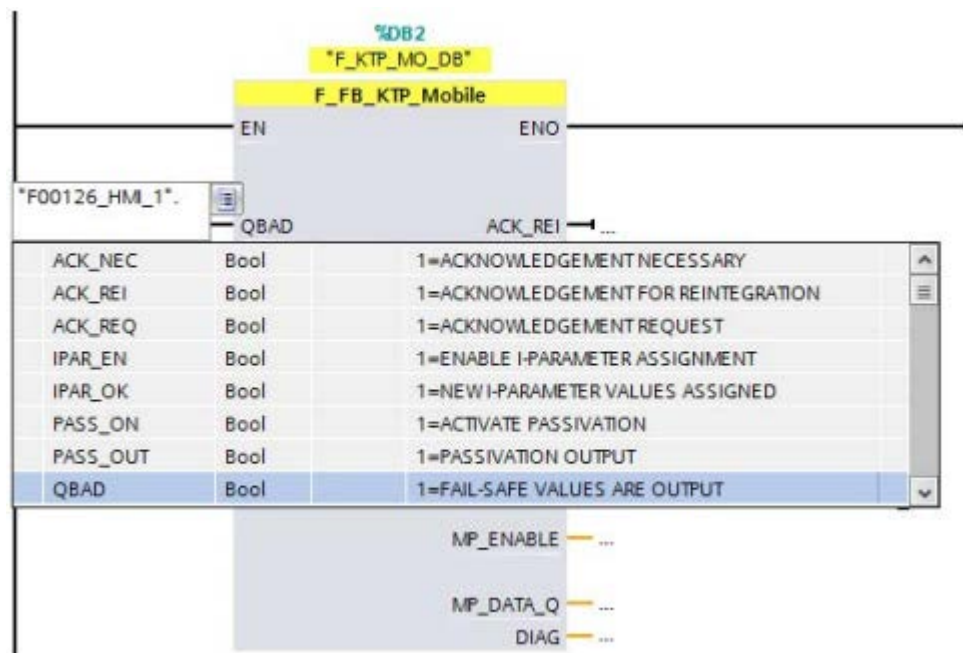 %DB2
"F_KTP_MO_DB"
F_FB_KTP_Mobile
EN ENO
"F00126_HMI_1".
QBAD ACK_REI ...
ACK_NEC Bool 1=ACKNOWLEDGEMENT NECESSARY
ACK_REI Bool 1=ACKNOWLEDGEMENT FOR REINTEGRATION
ACK_REQ Bool 1=ACKNOWLEDGEMENT REQUEST
IPAR_EN Bool 1=ENABLE I-PARAMETER ASSIGNMENT
IPAR_OK Bool 1=NEW I-PARAMETER VALUES ASSIGNED
PASS_ON Bool 1=ACTIVATE PASSIVATION
PASS_OUT Bool 1=PASSIVATION OUTPUT
QBAD Bool 1=FAIL-SAFE VALUES ARE OUTPUT
MP_ENABLE ...
MP_DATA_Q ...
DIAG ...